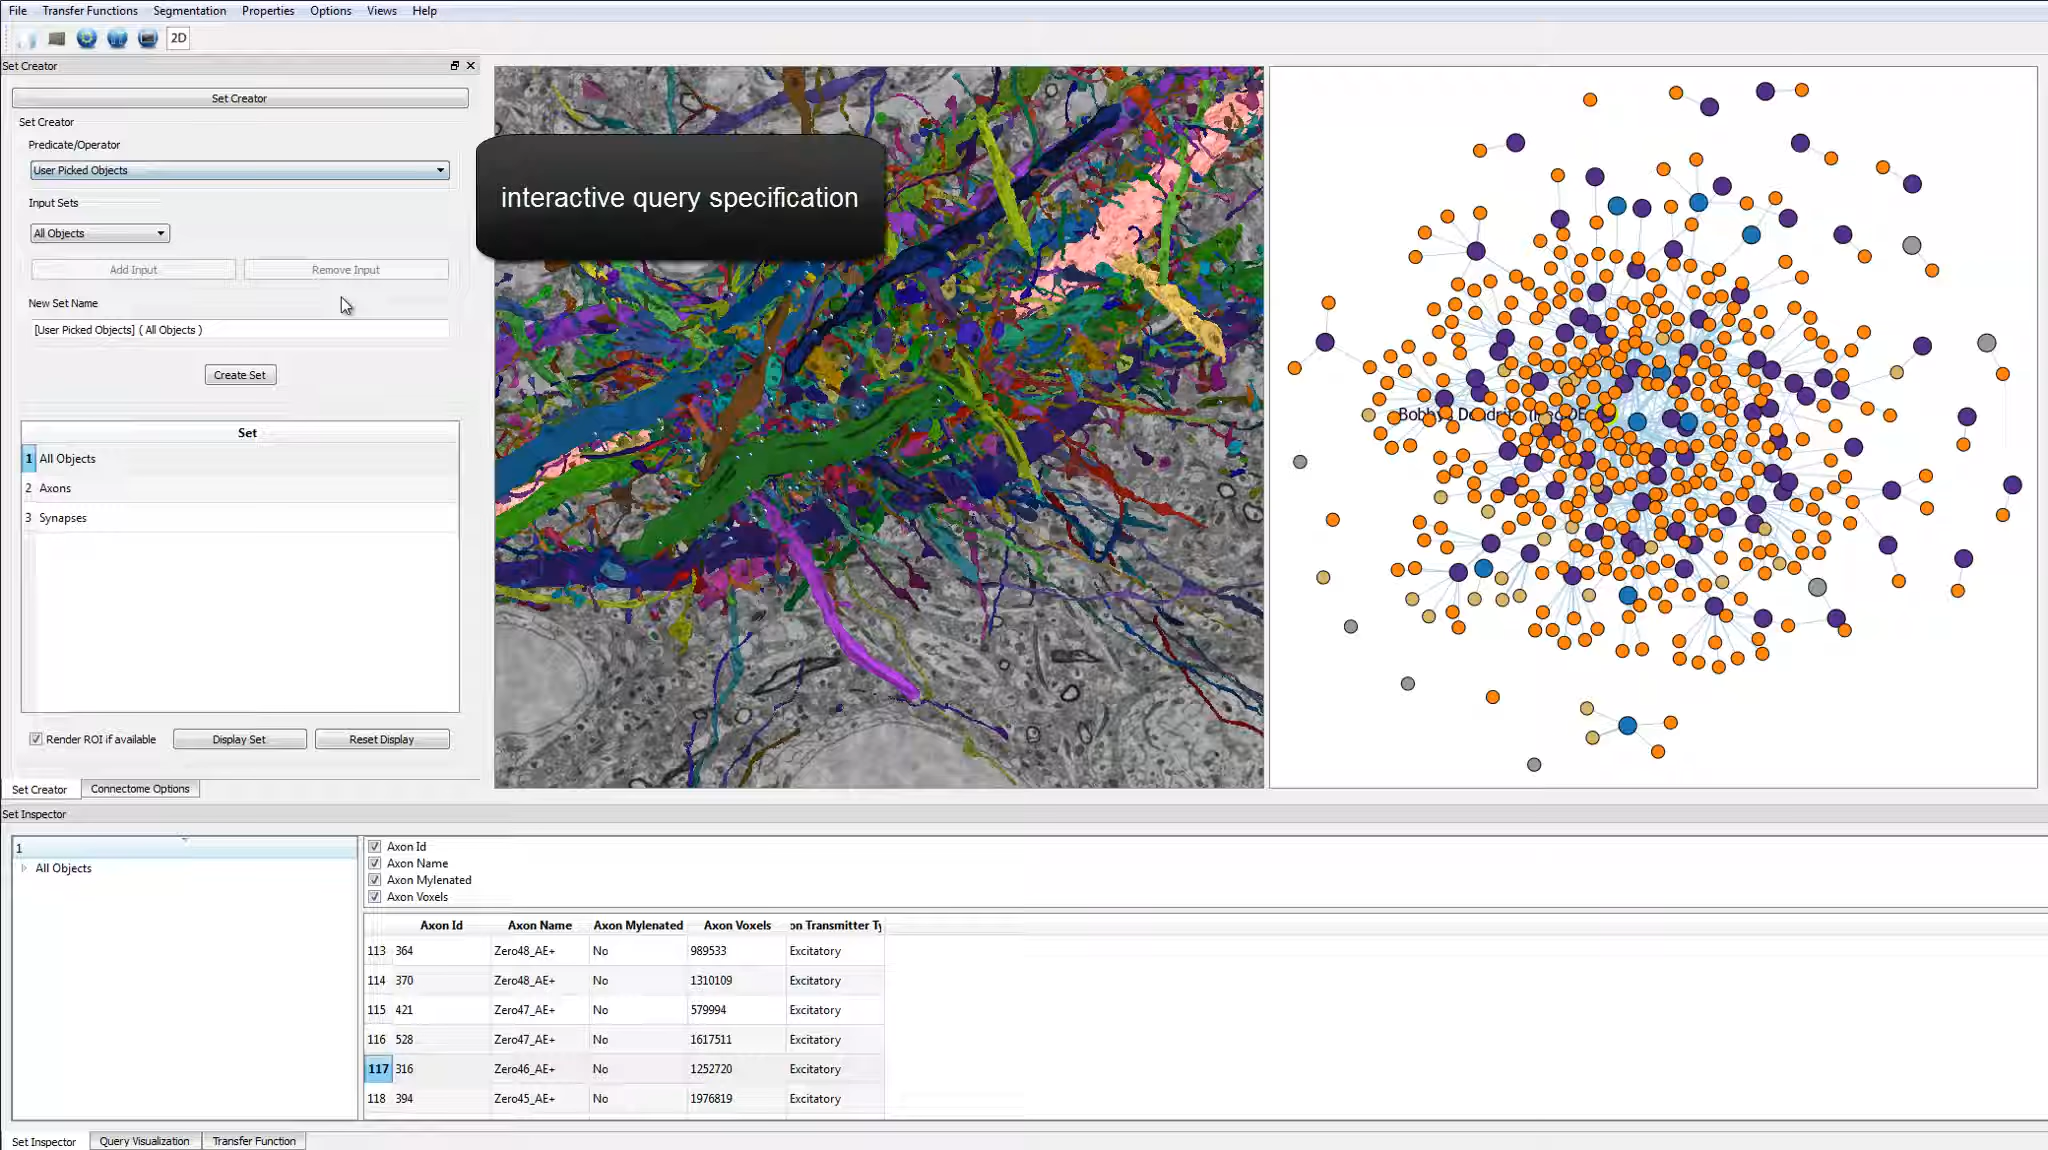 File Transfer Functions Segmentation Properties Options Views Help
2D
Set Creator
Set Creator
Set Creator
Predicate/Operator
User Picked Objects
Input Sets
All Objects
Add Input Remove Input
New Set Name
[User Picked Objects] ( All Objects )
Create Set
Set
1 All Objects
2 Axons
3 Synapses
Render ROI if available Display Set Reset Display
Set Creator Connectome Options
interactive query specification
Set Inspector
1
All Objects
Axon Id
Axon Name
Axon Mylenated
Axon Voxels
Axon Id Axon Name Axon Mylenated Axon Voxels on Transmitter Ty
113 364 Zero48_AE+ No 989533 Excitatory
114 370 Zero48_AE+ No 1310109 Excitatory
115 421 Zero47_AE+ No 579994 Excitatory
116 528 Zero47_AE+ No 1617511 Excitatory
117 316 Zero46_AE+ No 1252720 Excitatory
118 394 Zero45_AE+ No 1976819 Excitatory
Set Inspector Query Visualization Transfer Function